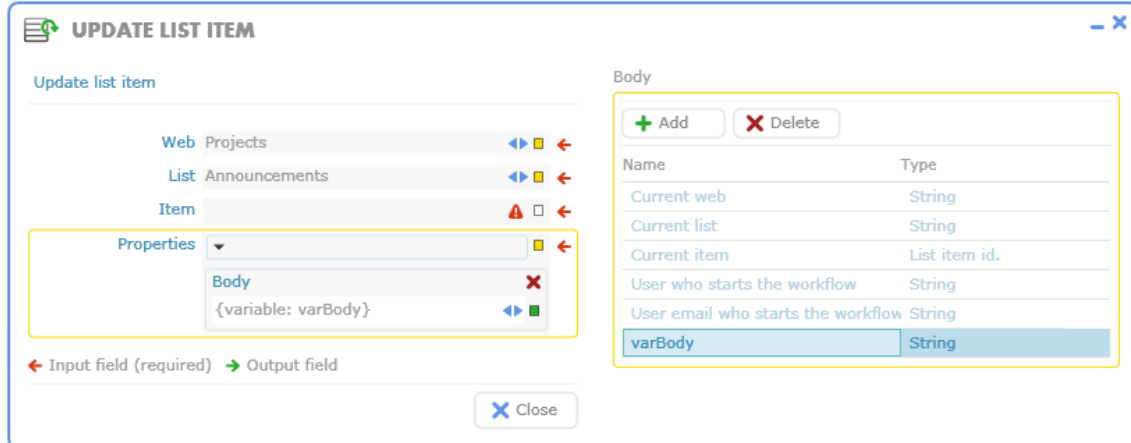 UPDATE LIST ITEM
Update list item
Web Projects
List Announcements
Item
Properties
Body
{variable: varBody}
Input field (required) Output field
Close
Body
Add Delete
Name Type
Current web String
Current list String
Current item List item id.
User who starts the workflow String
User email who starts the workflow String
varBody String